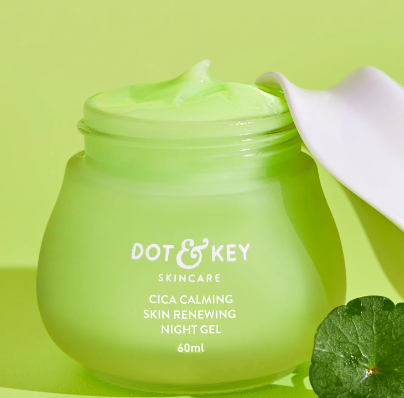 DOT & KEY
SKINCARE
CICA CALMING
SKIN RENEWING
NIGHT GEL
60ml